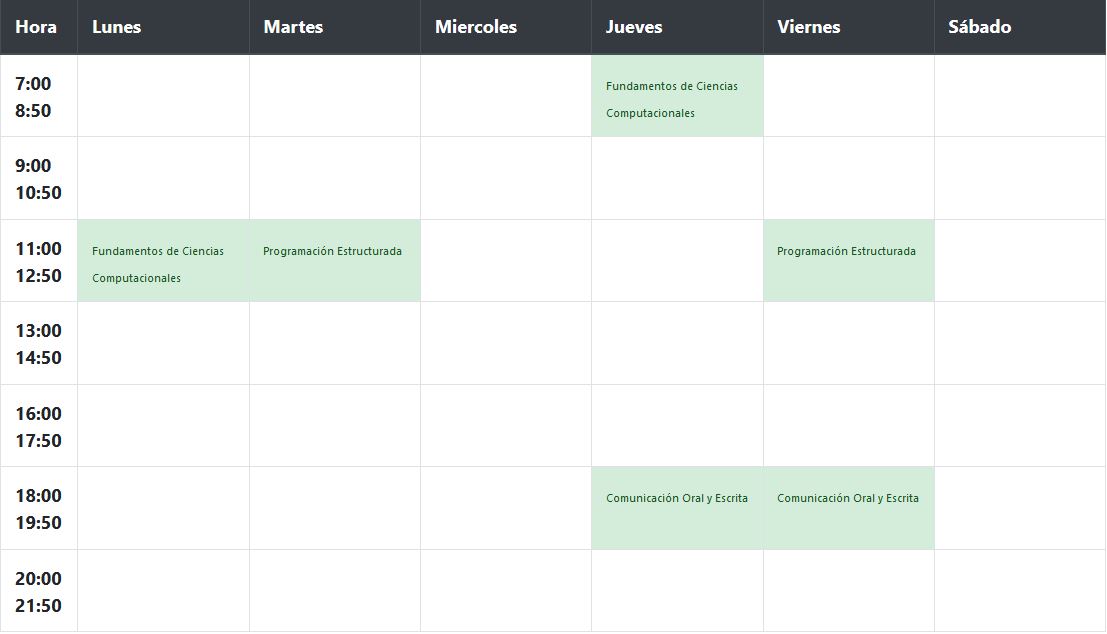 Hora Lunes Martes Miercoles Jueves Viernes Sábado
7:00
8:50
Fundamentos de Ciencias
Computacionales
9:00
10:50
11:00
12:50
Fundamentos de Ciencias
Computacionales
Programación Estructurada
Programación Estructurada
13:00
14:50
16:00
17:50
18:00
19:50
Comunicación Oral y Escrita
Comunicación Oral y Escrita
20:00
21:50